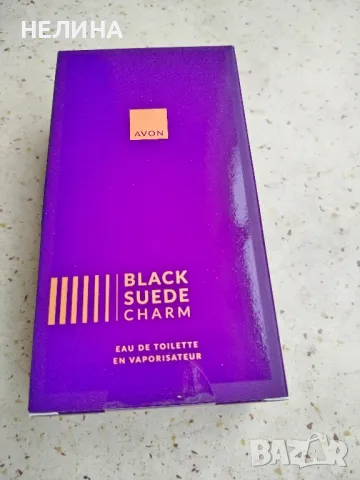 НЕЛИНА
AVON
BLACK
SUEDE
CHARM
EAU DE TOILETTE
EN VAPORISATEUR
BAZAR